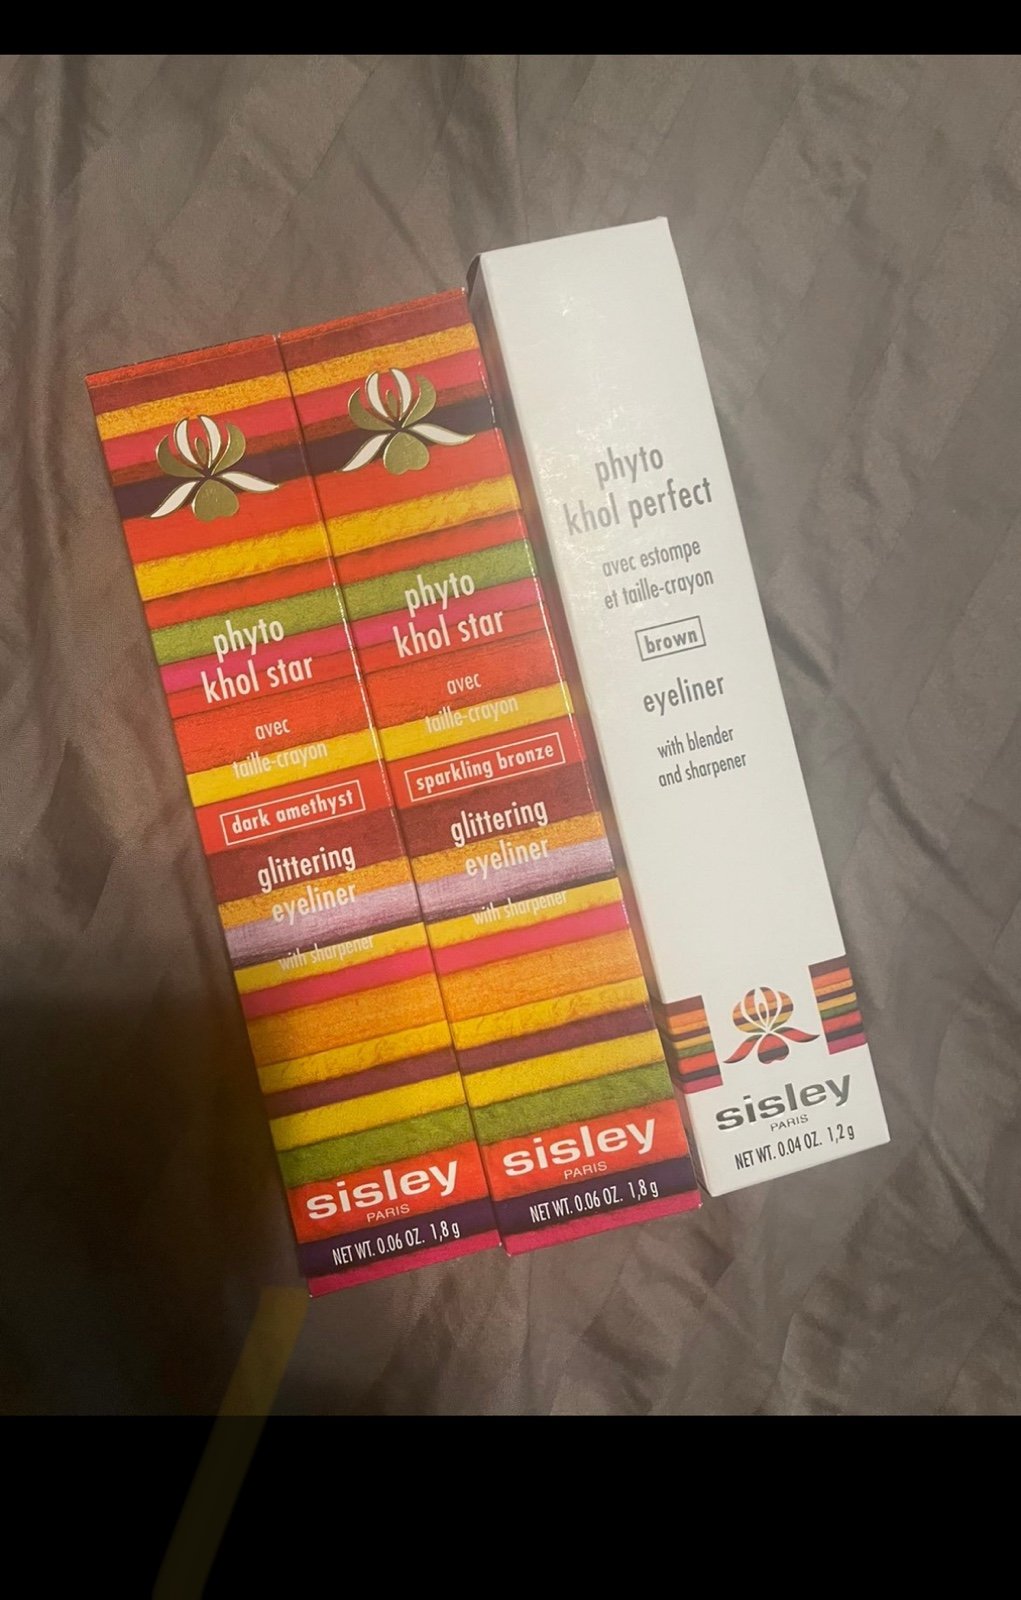 phyto
khol star
avec
taille-crayon
dark amethyst
glittering
eyeliner
with sharpener
sisley
PARIS
NET WT. 0.06 OZ. 1,8 g
phyto
khol star
avec
taille-crayon
sparkling bronze
glittering
eyeliner
with sharpener
sisley
PARIS
NET WT. 0.06 OZ. 1,8 g
phyto
khol perfect
avec estompe
et taille-crayon
brown
eyeliner
with blender
and sharpener
sisley
PARIS
NET WT. 0.04 OZ. 1,2 g